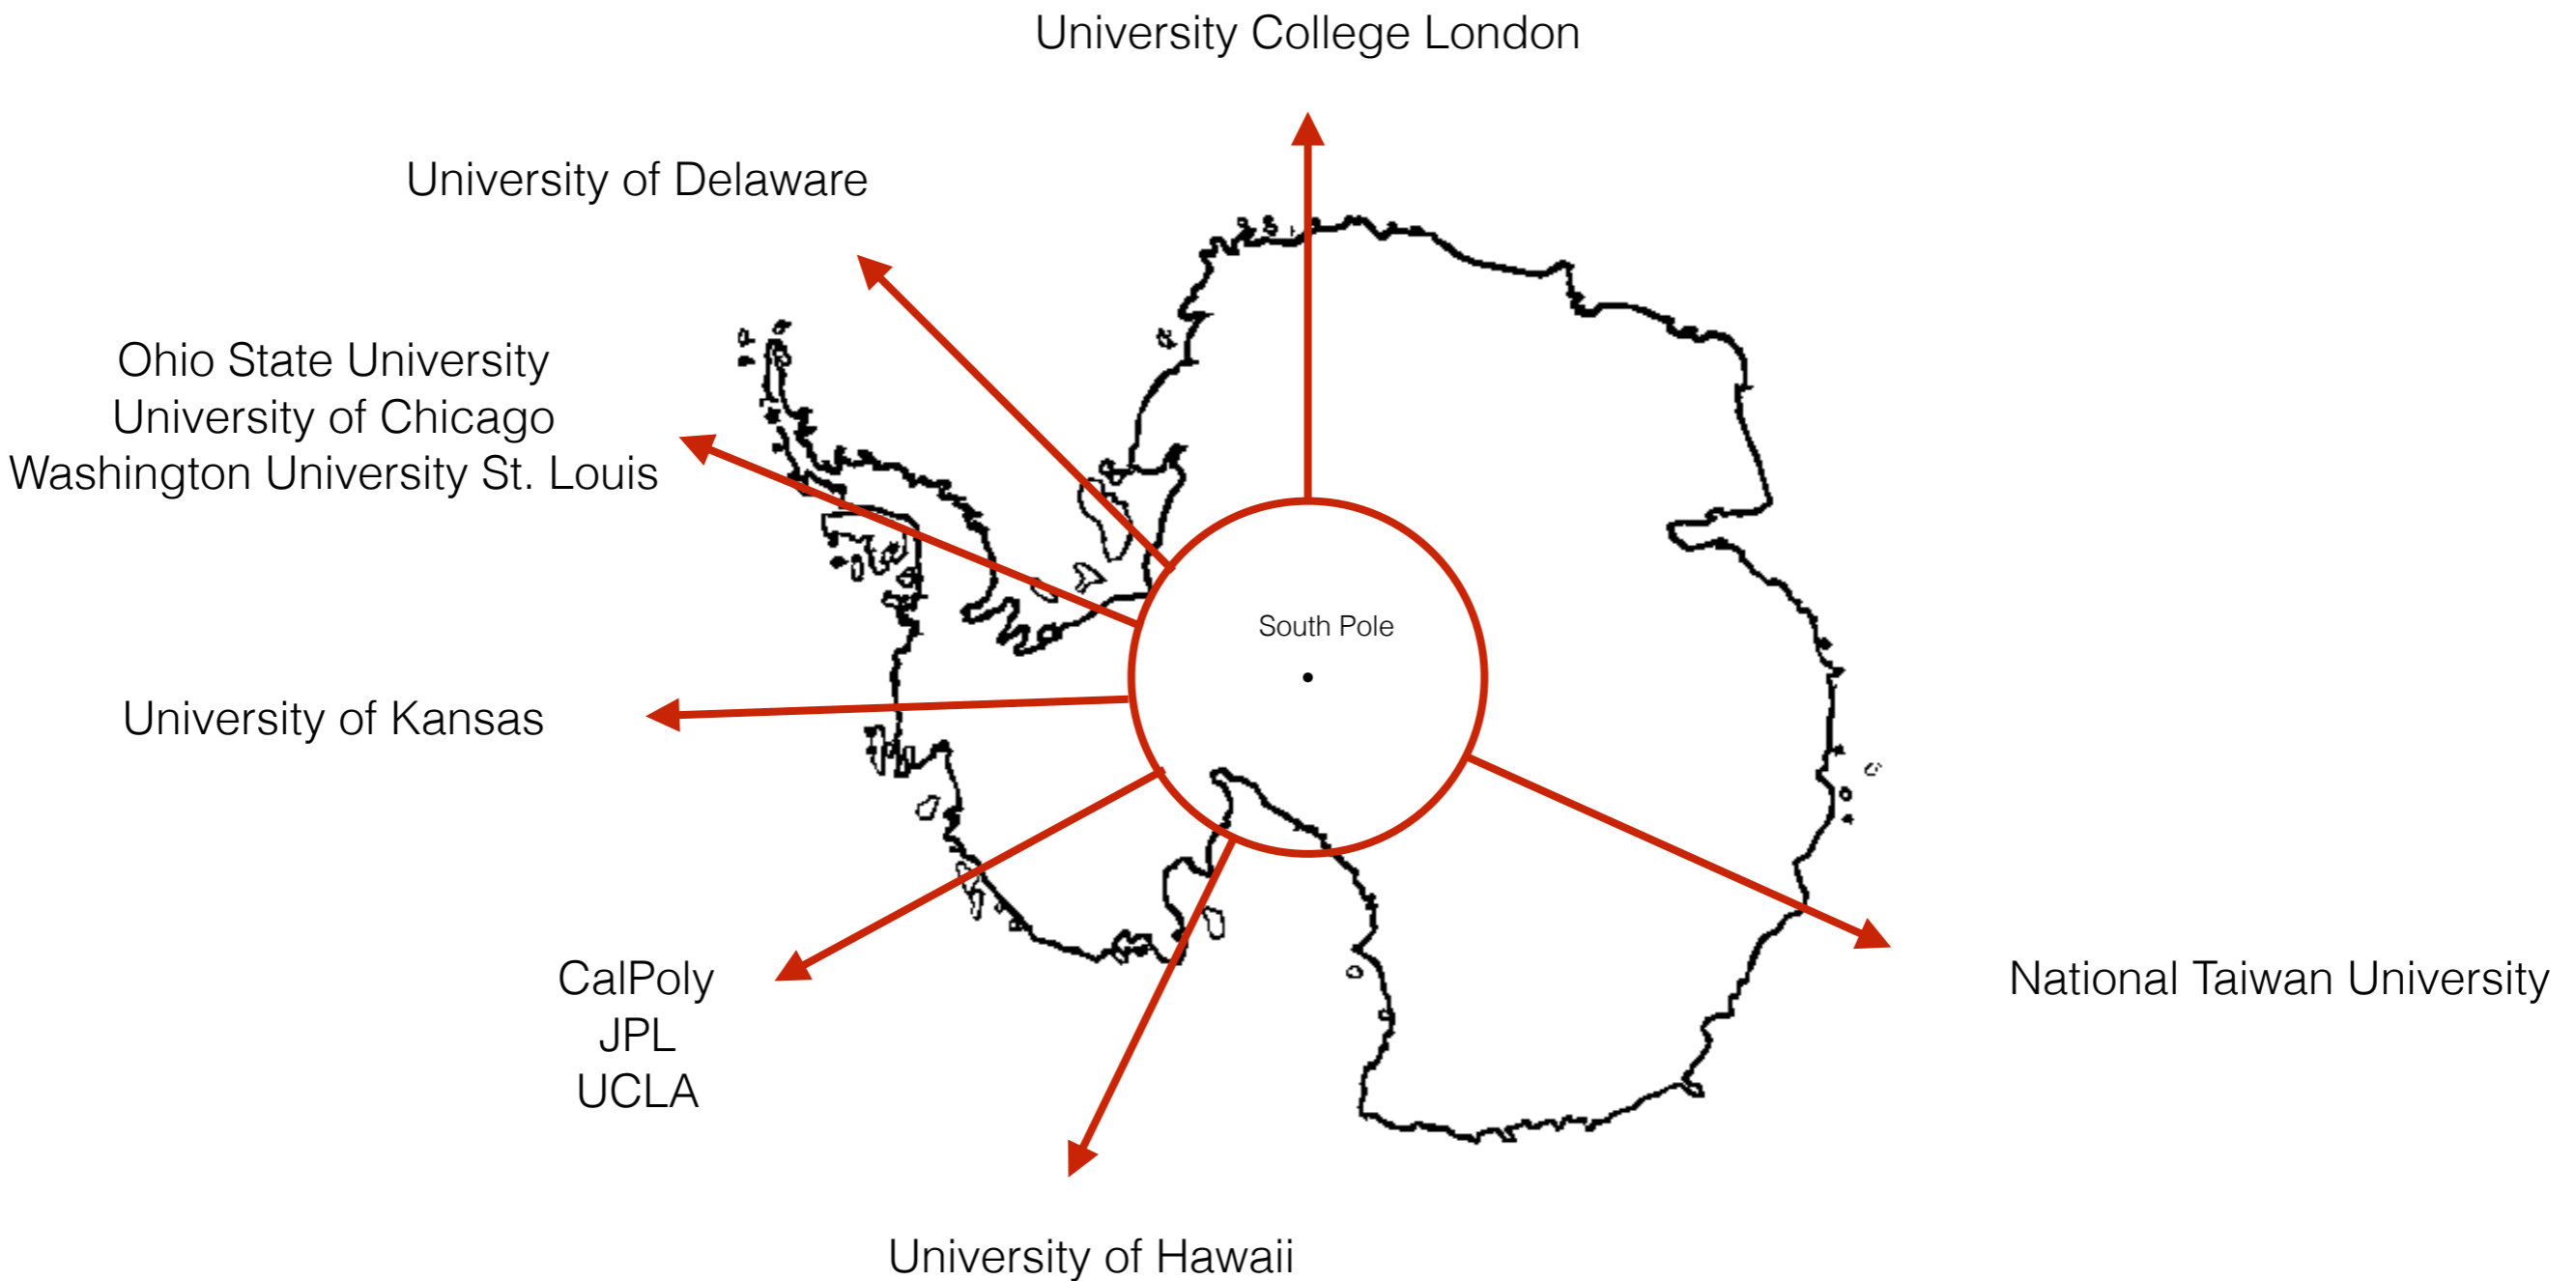 University College London
University of Delaware
Ohio State University
University of Chicago
Washington University St. Louis
South Pole
University of Kansas
CalPoly
JPL
UCLA
National Taiwan University
University of Hawaii